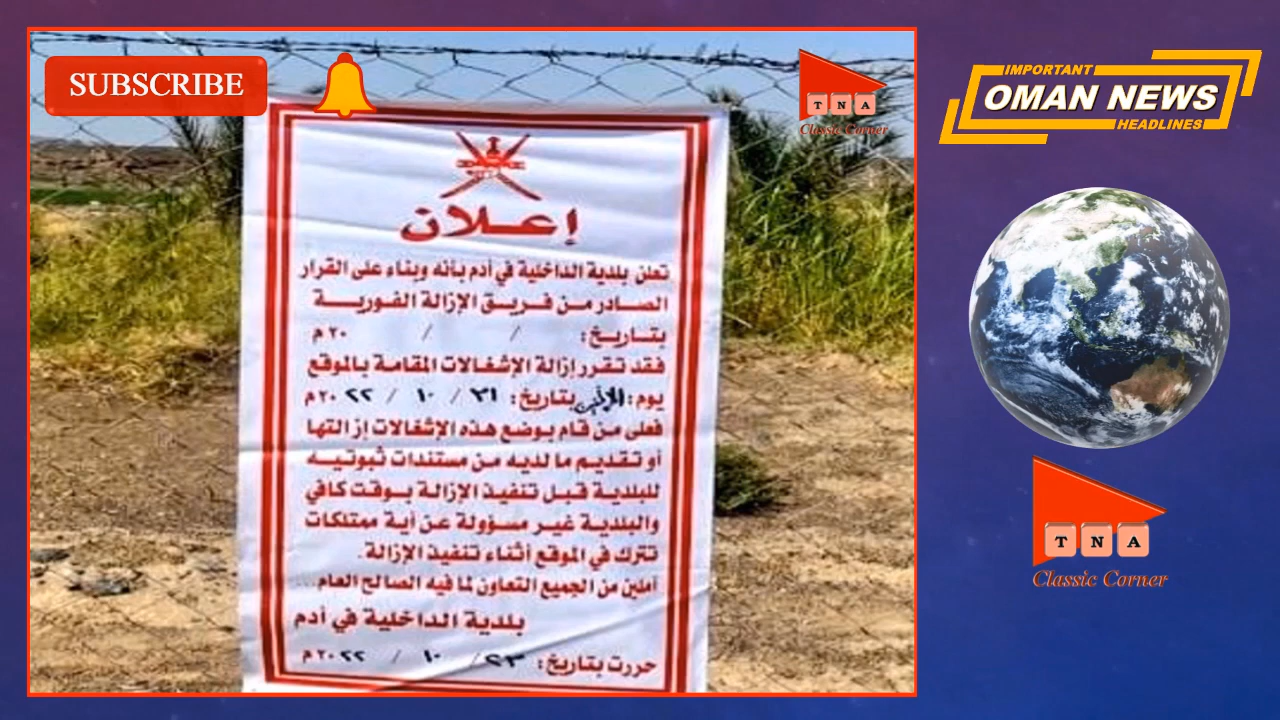 SUBSCRIBE
TNA
Classic Corner
إعلان
تعلن بلدية الداخلية في أدم بأنه وبناء على القرار
الصادر من فريق الإزالة الفورية
بتاريخ: / / ٢٠ م
فقد تقرر إزالة الإشغالات المقامة بالموقع
يوم: الإثنين بتاريخ: ٣١ / ١٠ / ٢٠٢٢ م
فعلى من قام بوضع هذه الإشغالات إزالتها
أو تقديم ما لديه من مستندات ثبوتيه
للبلدية قبل تنفيذ الإزالة بوقت كافي
والبلدية غير مسؤولة عن أية ممتلكات
تترك في الموقع أثناء تنفيذ الإزالة.
آملين من الجميع التعاون لما فيه الصالح العام..
بلدية الداخلية في أدم
حررت بتاريخ: ٢٣ / ١٠ / ٢٠٢٢ م
IMPORTANT
OMAN NEWS
HEADLINES
TNA
Classic Corner